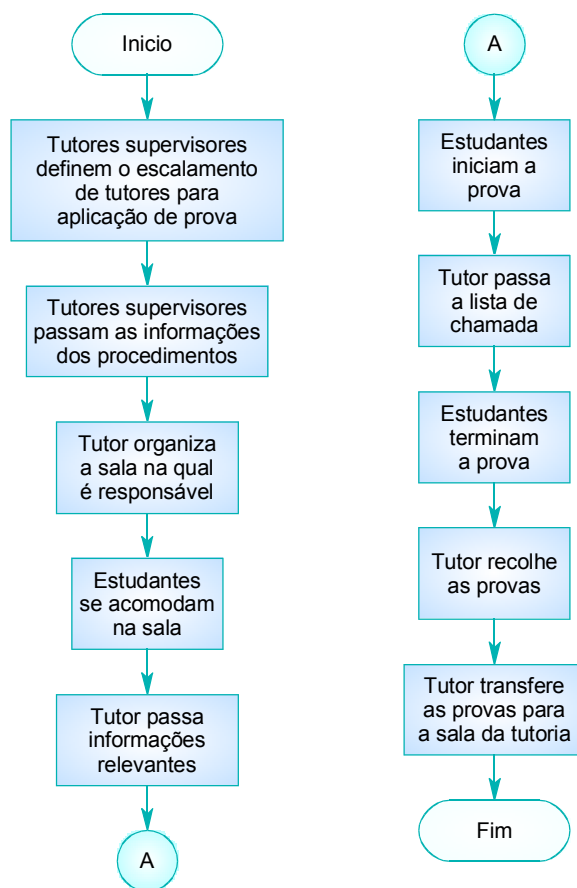 Inicio
Tutores supervisores
definem o escalamento
de tutores para
aplicação de prova
Tutores supervisores
passam as informações
dos procedimentos
Tutor organiza
a sala na qual
é responsável
Estudantes
se acomodam
na sala
Tutor passa
informações
relevantes
A
A
Estudantes
iniciam a
prova
Tutor passa
a lista de
chamada
Estudantes
terminam
a prova
Tutor recolhe
as provas
Tutor transfere
as provas para
a sala da tutoria
Fim